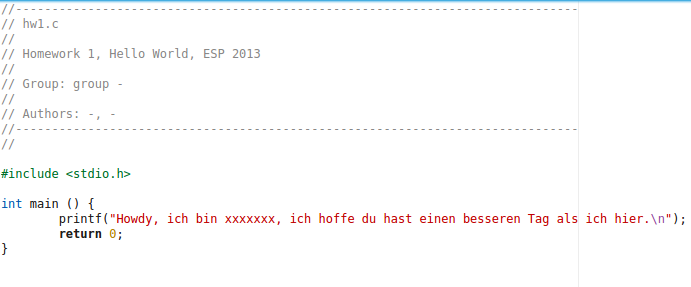 //------------------------------------------------------------------------------
// hw1.c
//
// Homework 1, Hello World, ESP 2013
//
// Group: group -
//
// Authors: -, -
//------------------------------------------------------------------------------
//
#include <stdio.h>
int main () {
printf("Howdy, ich bin xxxxxxx, ich hoffe du hast einen besseren Tag als ich hier.\n");
return 0;
}